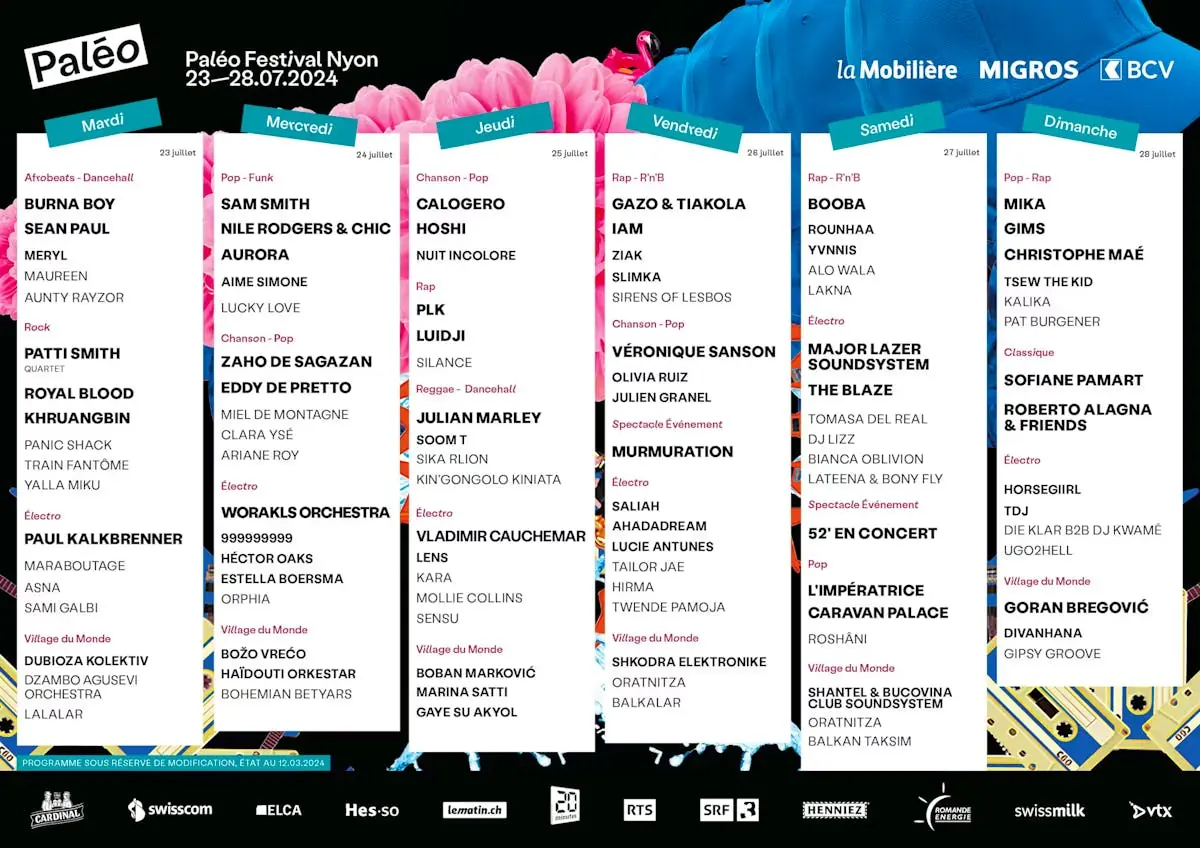 Paléo
Paléo Festival Nyon
23—28.07.2024
la Mobilière
MIGROS
BCV
Mardi
23 juillet
Afrobeats - Dancehall
BURNA BOY
SEAN PAUL
MERYL
MAUREEN
AUNTY RAYZOR
Rock
PATTI SMITH
QUARTET
ROYAL BLOOD
KHRUANGBIN
PANIC SHACK
TRAIN FANTÔME
YALLA MIKU
Électro
PAUL KALKBRENNER
MARABOUTAGE
ASNA
SAMI GALBI
Village du Monde
DUBIOZA KOLEKTIV
DZAMBO AGUSEVI
ORCHESTRA
LALALAR
Mercredi
24 juillet
Pop - Funk
SAM SMITH
NILE RODGERS & CHIC
AURORA
AIME SIMONE
LUCKY LOVE
Chanson - Pop
ZAHO DE SAGAZAN
EDDY DE PRETTO
MIEL DE MONTAGNE
CLARA YSÉ
ARIANE ROY
Électro
WORAKLS ORCHESTRA
999999999
HÉCTOR OAKS
ESTELLA BOERSMA
ORPHIA
Village du Monde
BOŽO VREĆO
HAÏDOUTI ORKESTAR
BOHEMIAN BETYARS
Jeudi
25 juillet
Chanson - Pop
CALOGERO
HOSHI
NUIT INCOLORE
Rap
PLK
LUIDJI
SILANCE
Reggae - Dancehall
JULIAN MARLEY
SOOM T
SIKA RLION
KIN'GONGOLO KINIATA
Électro
VLADIMIR CAUCHEMAR
LENS
KARA
MOLLIE COLLINS
SENSU
Village du Monde
BOBAN MARKOVIĆ
MARINA SATTI
GAYE SU AKYOL
Vendredi
26 juillet
Rap - R'n'B
GAZO & TIAKOLA
IAM
ZIAK
SLIMKA
SIRENS OF LESBOS
Chanson - Pop
VÉRONIQUE SANSON
OLIVIA RUIZ
JULIEN GRANEL
Spectacle Événement
MURMURATION
Électro
SALIAH
AHADADREAM
LUCIE ANTUNES
TAILOR JAE
HIRMA
TWENDE PAMOJA
Village du Monde
SHKODRA ELEKTRONIKE
ORATNITZA
BALKALAR
Samedi
27 juillet
Rap - R'n'B
BOOBA
ROUNHAA
YVNNIS
ALO WALA
LAKNA
Électro
MAJOR LAZER
SOUNDSYSTEM
THE BLAZE
TOMASA DEL REAL
DJ LIZZ
BIANCA OBLIVION
LATEENA & BONY FLY
Spectacle Événement
52' EN CONCERT
Pop
L'IMPÉRATRICE
CARAVAN PALACE
ROSHÂNI
Village du Monde
SHANTEL & BUCOVINA
CLUB SOUNDSYSTEM
ORATNITZA
BALKAN TAKSIM
Dimanche
28 juillet
Pop - Rap
MIKA
GIMS
CHRISTOPHE MAÉ
TSEW THE KID
KALIKA
PAT BURGENER
Classique
SOFIANE PAMART
ROBERTO ALAGNA
& FRIENDS
Électro
HORSEGIIRL
TDJ
DIE KLAR B2B DJ KWAMÉ
UGO2HELL
Village du Monde
GORAN BREGOVIĆ
DIVANHANA
GIPSY GROOVE
PROGRAMME SOUS RÉSERVE DE MODIFICATION, ÉTAT AU 12.03.2024
CARDINAL
swisscom
ELCA
Hes·so
lematin.ch
20
minutes
RTS
SRF 3
HENNIEZ
ROMANDE
ENERGIE
swissmilk
vtx